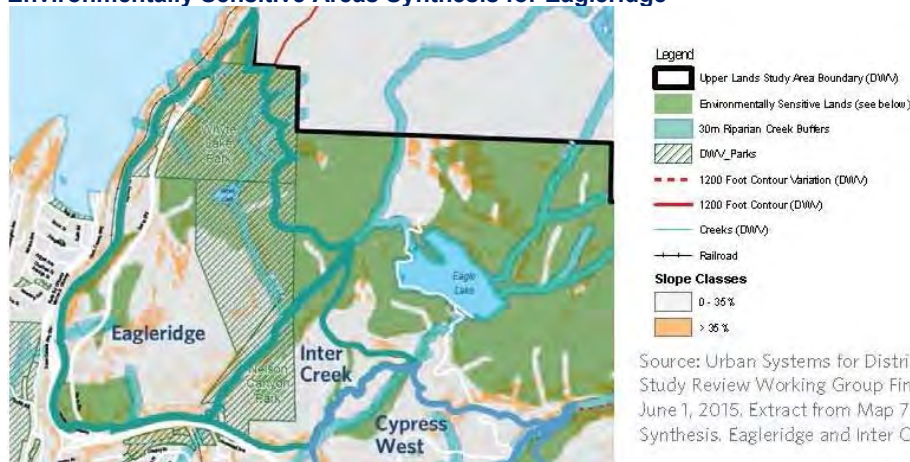 Environmentally Sensitive Areas Synthesis for Eagleridge
Whyte
Lake
Park
Eagle
Lake
Eagleridge
Inter
Creek
Nelson
Canyon
Park
Cypress
West
Legend
Upper Lands Study Area Boundary (DWV)
Environmentally Sensitive Lands (see below)
30m Riparian Creek Buffers
DWV_Parks
1200 Foot Contour Variation (DWV)
1200 Foot Contour (DWV)
Creeks (DWV)
Railroad
Slope Classes
0 - 35 %
> 35 %
Source: Urban Systems for Distri
Study Review Working Group Fin
June 1, 2015. Extract from Map 7
Synthesis. Eagleridge and Inter C